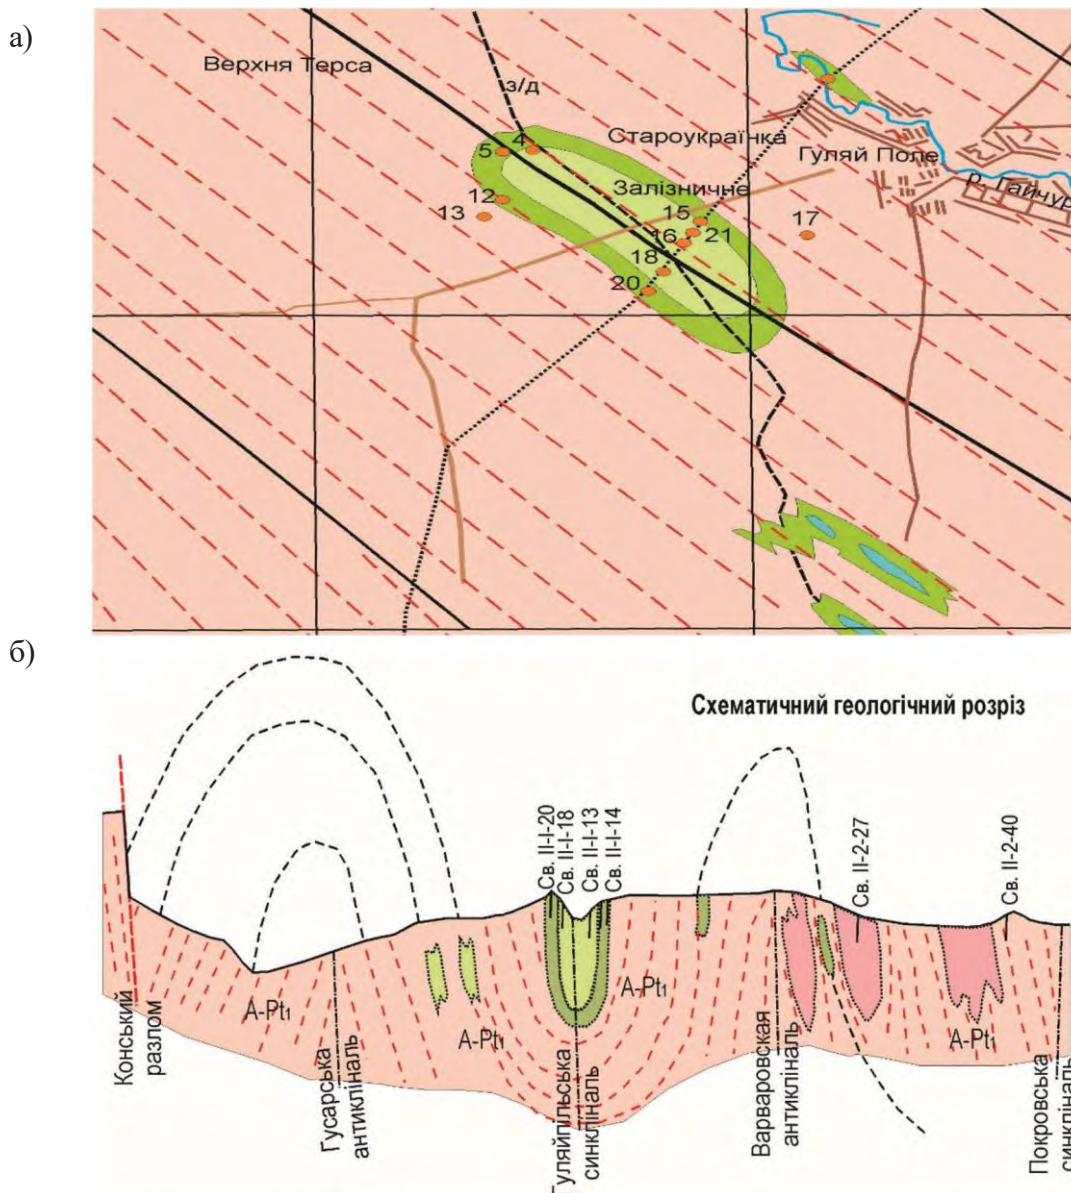 а)
Верхня Терса
з/д
Староукраїнка
Гуляй Поле
р. Гайчур
Залізничне
5
4
12
13
15
16
21
17
18
20
б)
Схематичний геологічний розріз
Св. II-I-20
Св. II-I-18
Св. II-I-13
Св. II-I-14
Св. II-2-27
Св. II-2-40
A-Pt₁
A-Pt₁
A-Pt₁
A-Pt₁
Конський
разлом
Гусарська
антикліналь
Гуляйпільська
синкліналь
Варваровская
антикліналь
Покровська
синкліналь